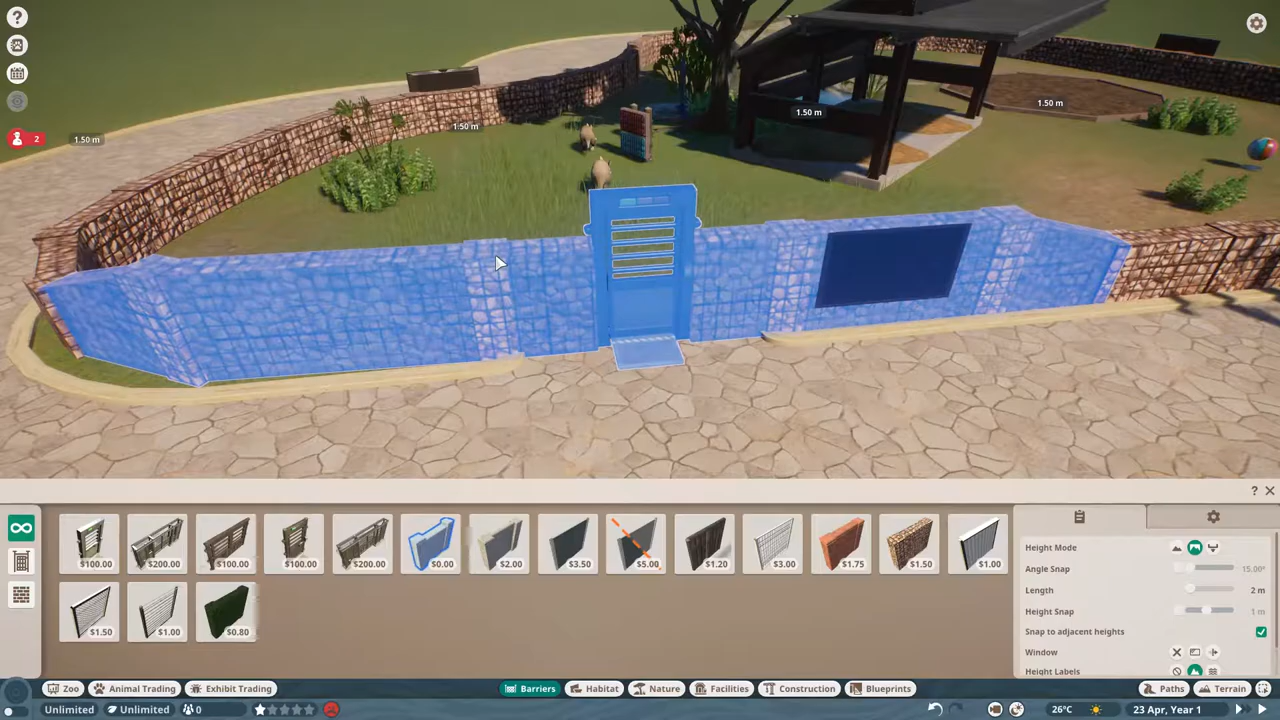 ?
2
1.50 m
1.50 m
1.50 m
1.50 m
?
$100.00
$200.00
$100.00
$100.00
$200.00
$0.00
$2.00
$3.50
$5.00
$1.20
$3.00
$1.75
$1.50
$1.00
$1.50
$1.00
$0.80
Height Mode
Angle Snap
15.00°
Length
2 m
Height Snap
1 m
Snap to adjacent heights
Window
Height Labels
Zoo
Animal Trading
Exhibit Trading
Barriers
Habitat
Nature
Facilities
Construction
Blueprints
Paths
Terrain
Unlimited
Unlimited
0
26°C
23 Apr, Year 1